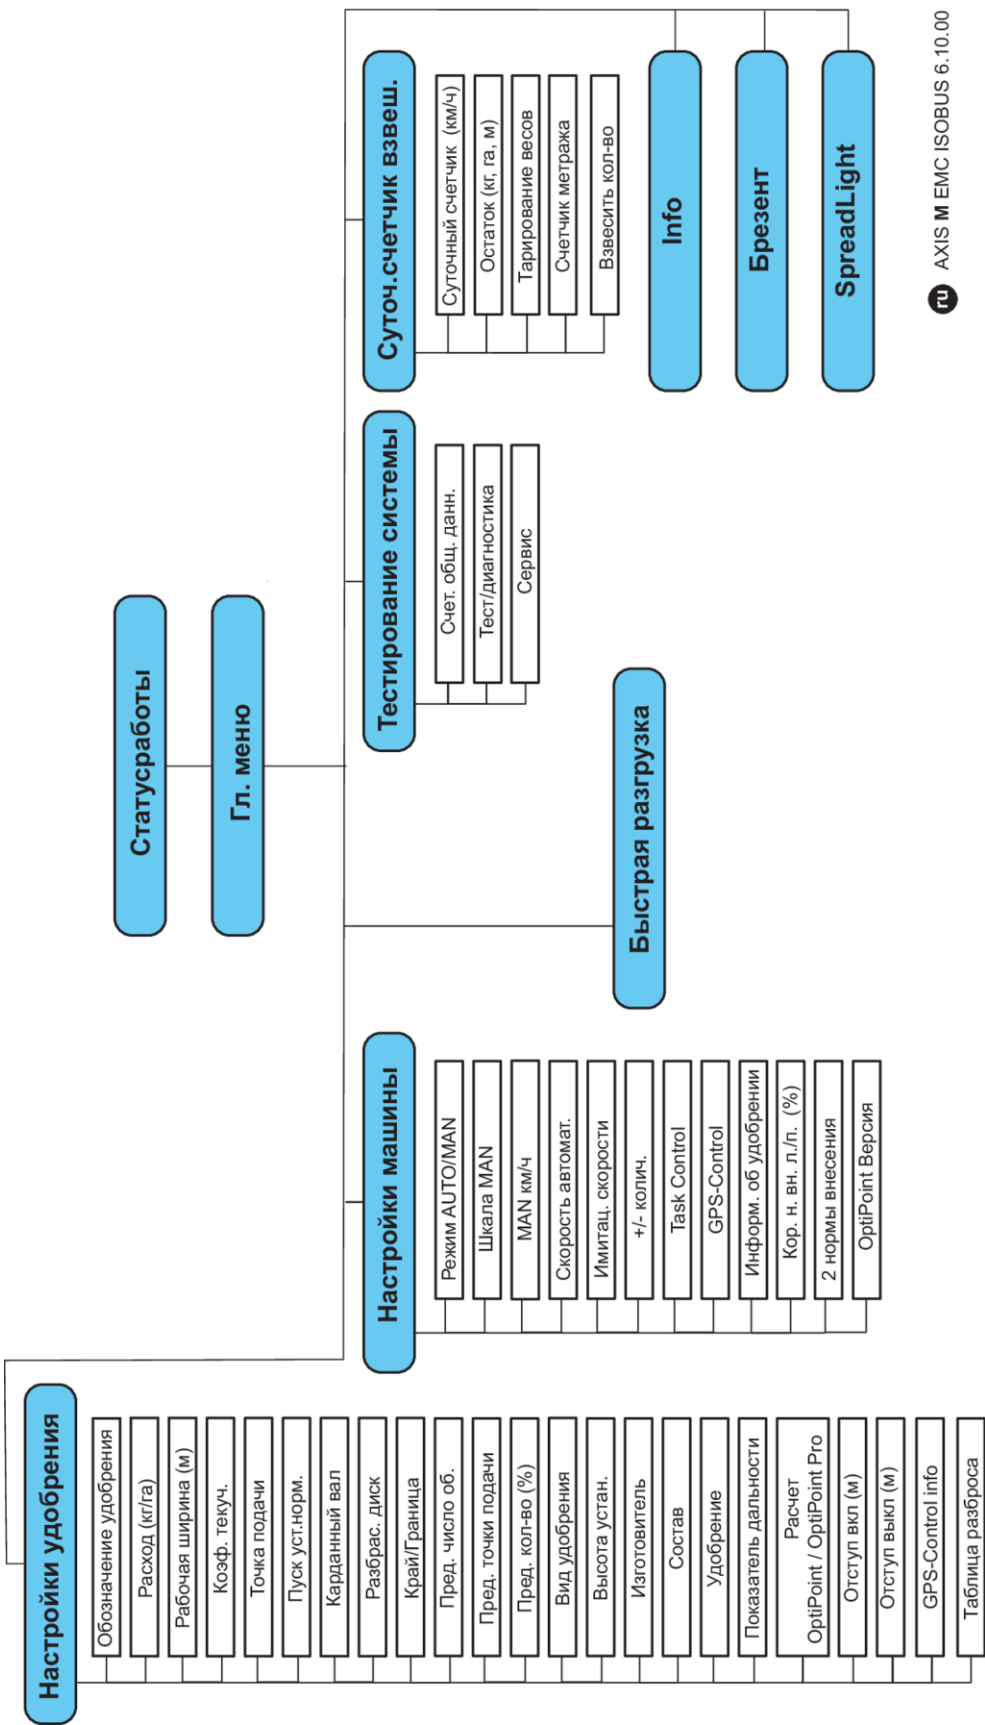 Статусработы
Гл. меню
Настройки удобрения
Обозначение удобрения
Расход (кг/га)
Рабочая ширина (м)
Коэф. текуч.
Точка подачи
Пуск уст.норм.
Карданный вал
Разбрас. диск
Край/Граница
Пред. число об.
Пред. точки подачи
Пред. кол-во (%)
Вид удобрения
Высота устан.
Изготовитель
Состав
Удобрение
Показатель дальности
Расчет
OptiPoint / OptiPoint Pro
Отступ вкл (м)
Отступ выкл (м)
GPS-Control info
Таблица разброса
Настройки машины
Режим AUTO/MAN
Шкала MAN
MAN км/ч
Скорость автомат.
Имитац. скорости
+/- колич.
Task Control
GPS-Control
Информ. об удобрении
Кор. н. вн. л./п. (%)
2 нормы внесения
OptiPoint Версия
Быстрая разгрузка
Тестирование системы
Счет. общ. данн.
Тест/диагностика
Сервис
Суточ.счетчик взвеш.
Суточный счетчик (км/ч)
Остаток (кг, га, м)
Тарирование весов
Счетчик метража
Взвесить кол-во
Info
Брезент
SpreadLight
ru AXIS M EMC ISOBUS 6.10.00